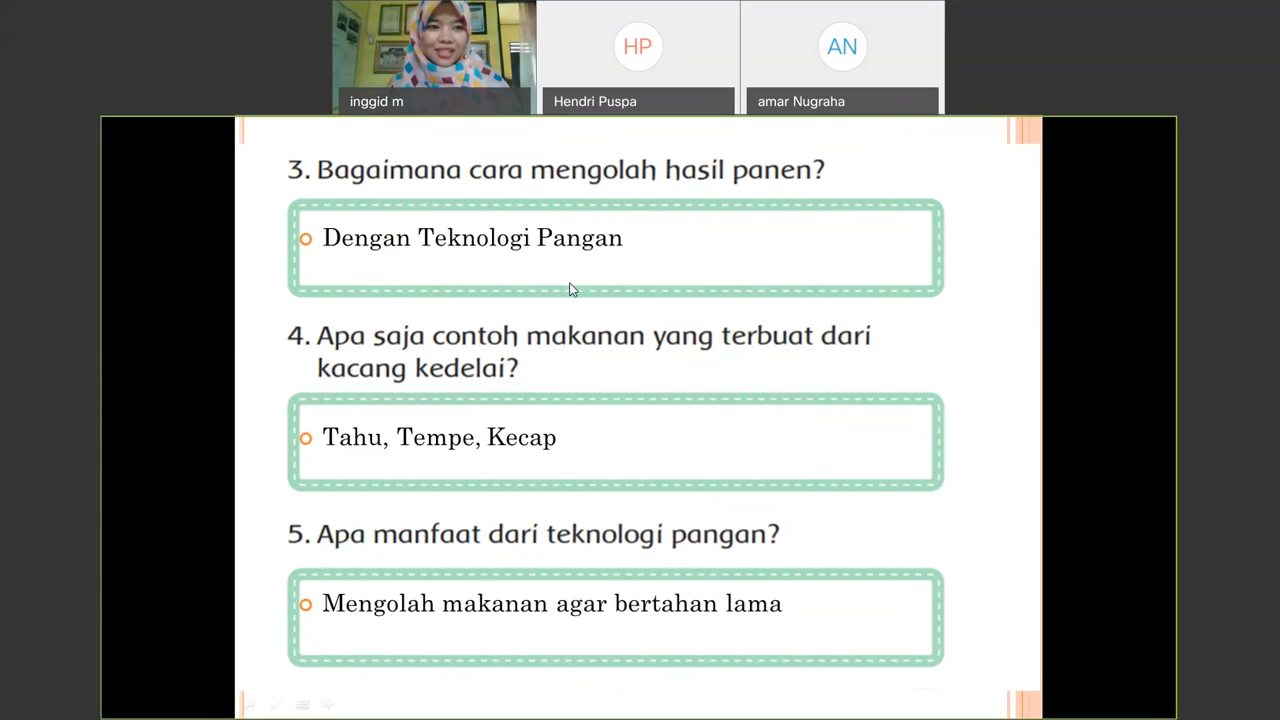 HP
AN
inggid m
Hendri Puspa
amar Nugraha
3. Bagaimana cara mengolah hasil panen?
Dengan Teknologi Pangan
4. Apa saja contoh makanan yang terbuat dari
kacang kedelai?
Tahu, Tempe, Kecap
5. Apa manfaat dari teknologi pangan?
Mengolah makanan agar bertahan lama